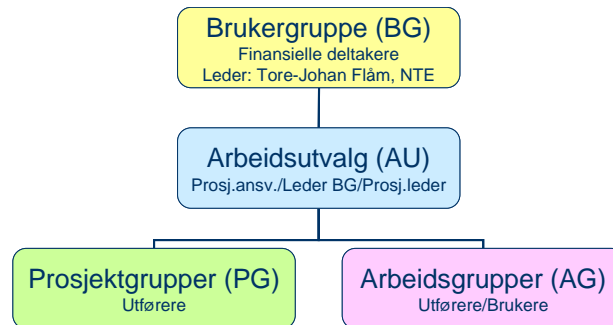 Brukergruppe (BG)
Finansielle deltakere
Leder: Tore-Johan Flåm, NTE
Arbeidsutvalg (AU)
Prosj.ansv./Leder BG/Prosj.leder
Prosjektgrupper (PG)
Utførere
Arbeidsgrupper (AG)
Utførere/Brukere